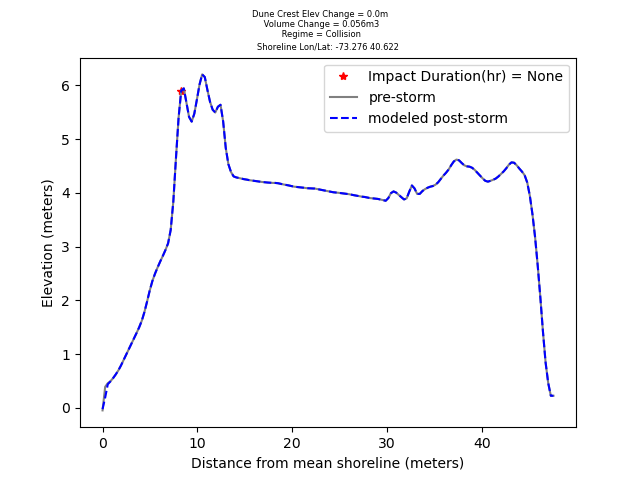 Dune Crest Elev Change = 0.0m
Volume Change = 0.056m3
Regime = Collision
Shoreline Lon/Lat: -73.276 40.622
Impact Duration(hr) = None
pre-storm
modeled post-storm
Elevation (meters)
6
5
4
3
2
1
0
0 10 20 30 40
Distance from mean shoreline (meters)